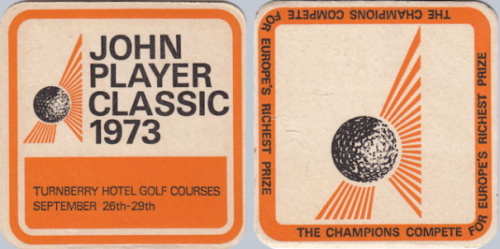 JOHN
PLAYER
CLASSIC
1973
TURNBERRY HOTEL GOLF COURSES
SEPTEMBER 26th-29th
THE CHAMPIONS COMPETE
FOR EUROPE'S RICHEST PRIZE
THE CHAMPIONS COMPETE
FOR EUROPE'S RICHEST PRIZE